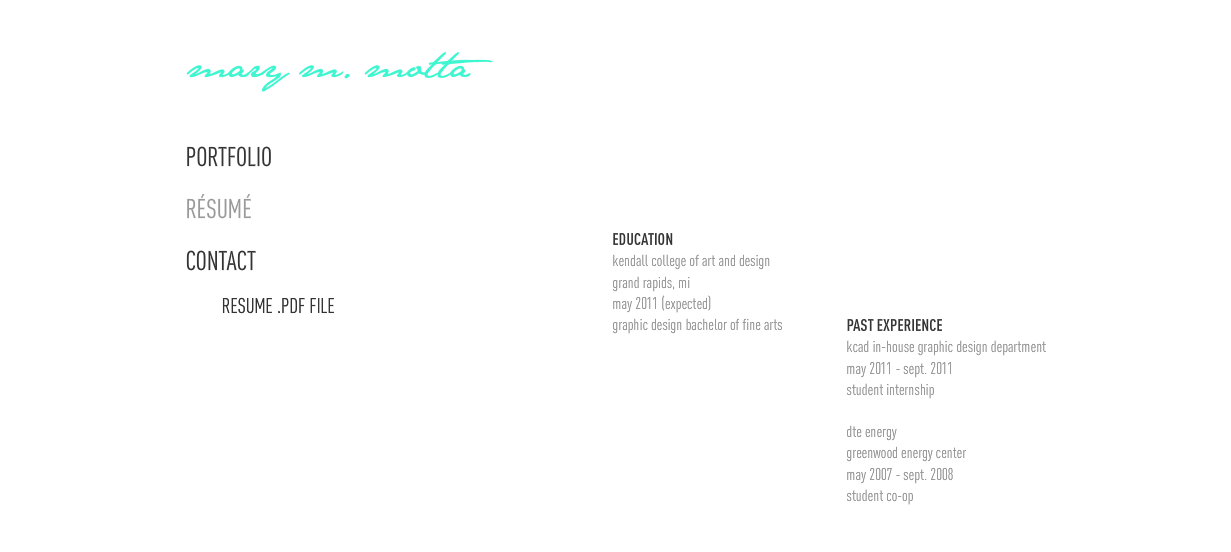 mary m. motta
PORTFOLIO
RÉSUMÉ
CONTACT
RESUME .PDF FILE
EDUCATION
kendall college of art and design
grand rapids, mi
may 2011 (expected)
graphic design bachelor of fine arts
PAST EXPERIENCE
kcad in-house graphic design department
may 2011 - sept. 2011
student internship
dte energy
greenwood energy center
may 2007 - sept. 2008
student co-op